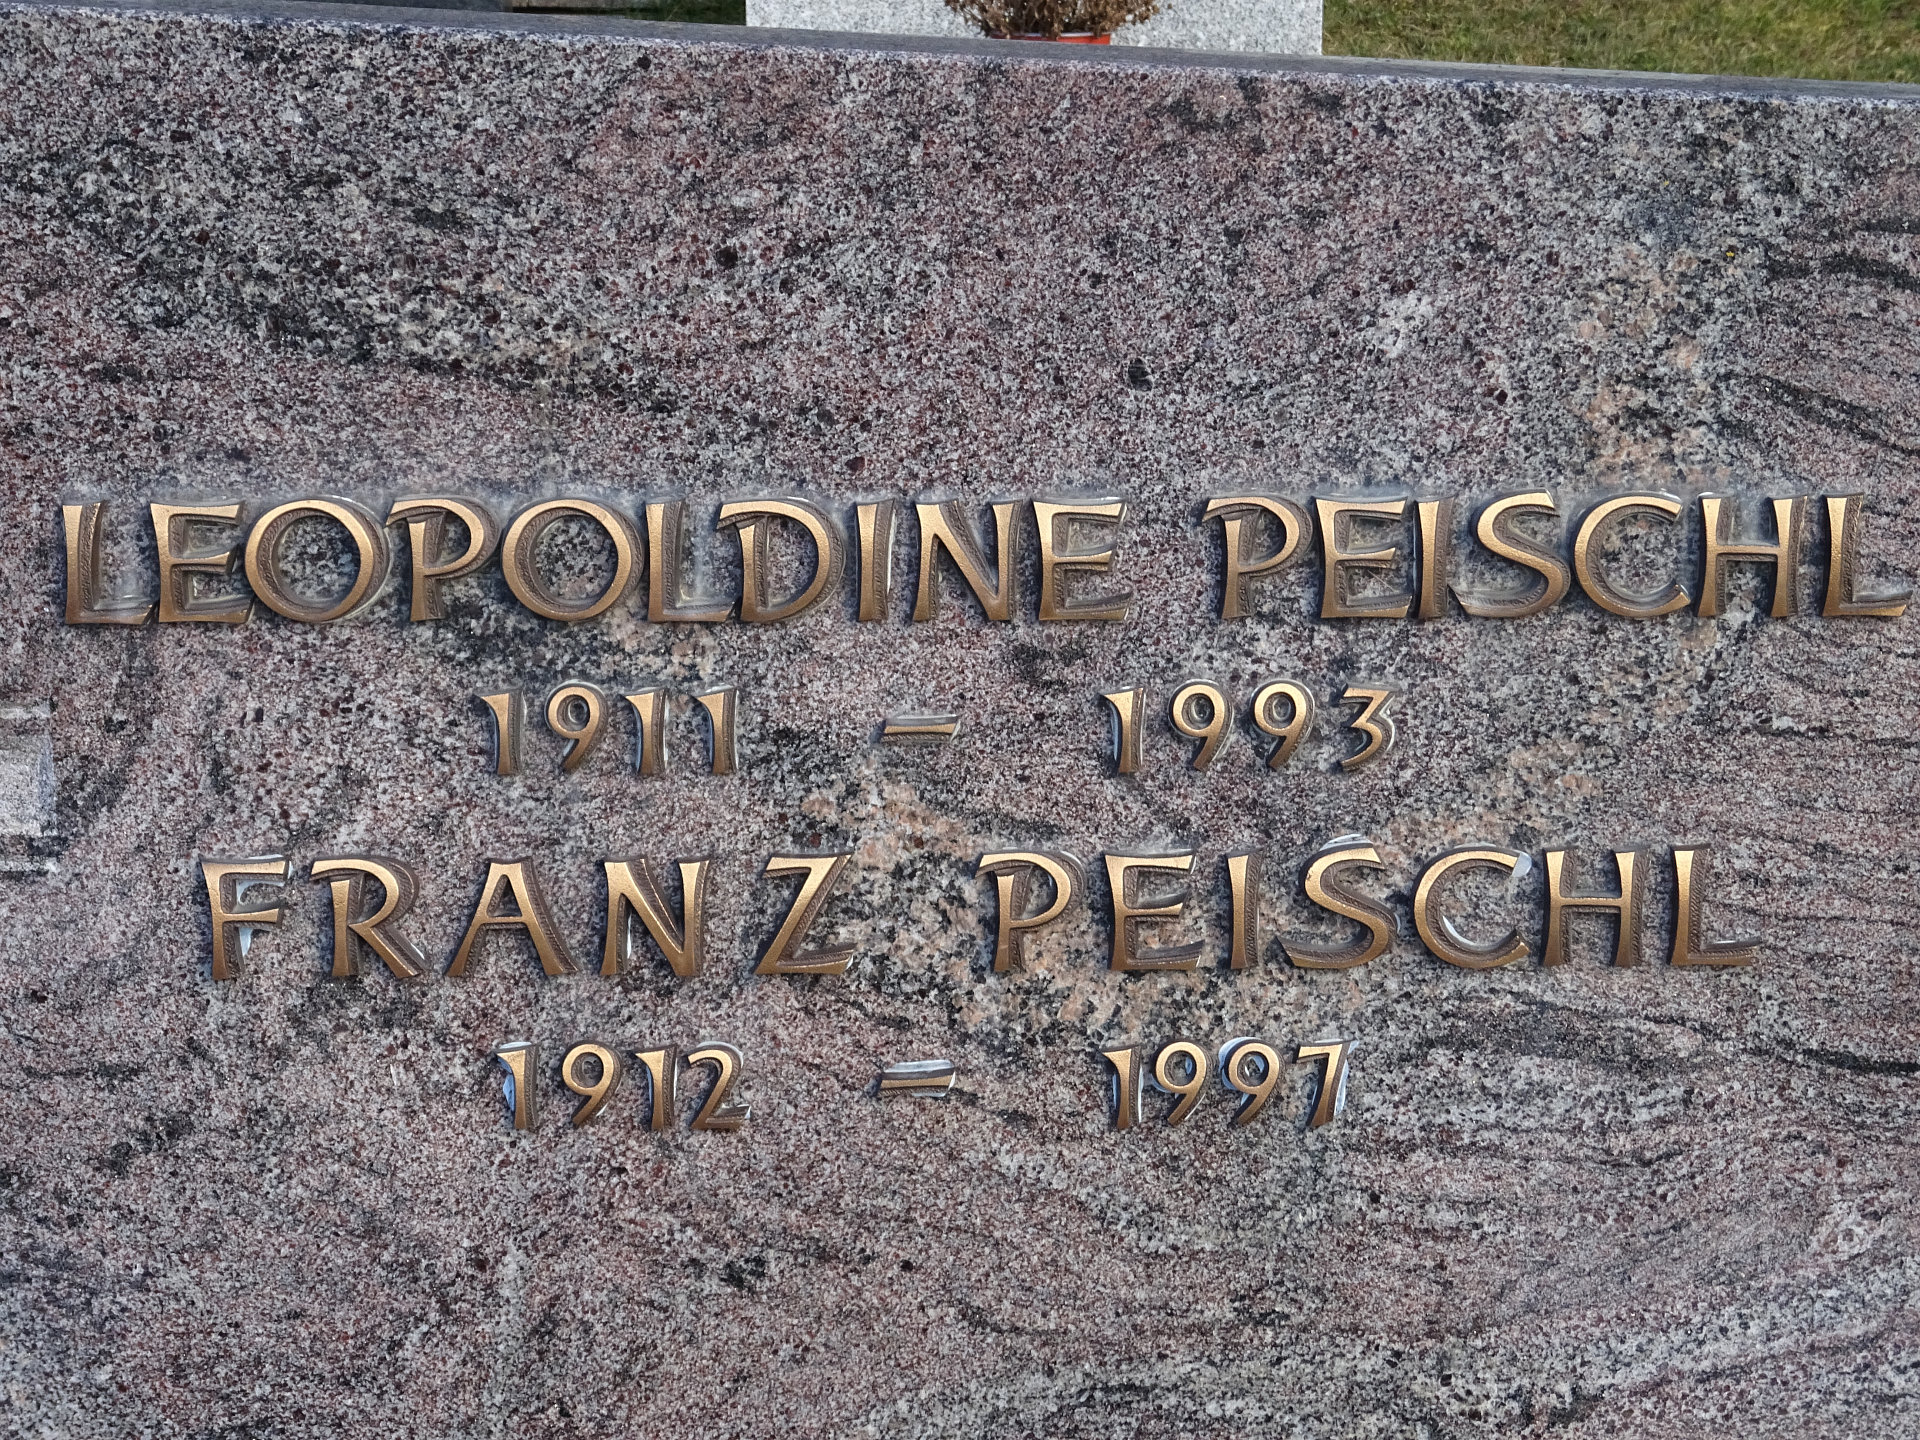 LEOPOLDINE PEISCHL
1911 – 1993
FRANZ PEISCHL
1912 – 1997